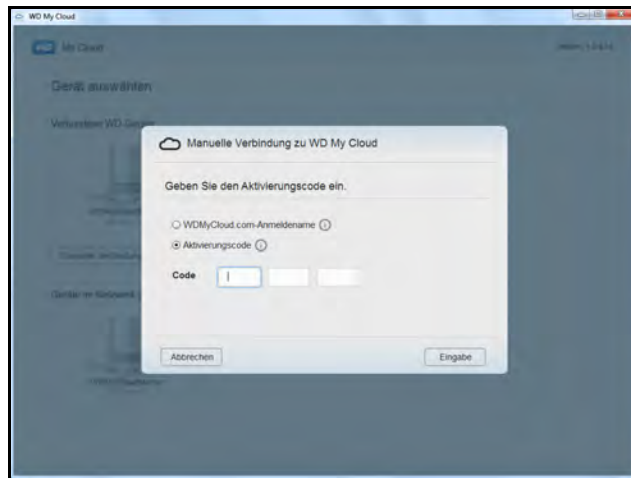 WD My Cloud
My Cloud
Gerät auswählen
Manuelle Verbindung zu WD My Cloud
Geben Sie den Aktivierungscode ein.
WDMyCloud.com-Anmeldename
Aktivierungscode
Code
Abbrechen
Eingabe